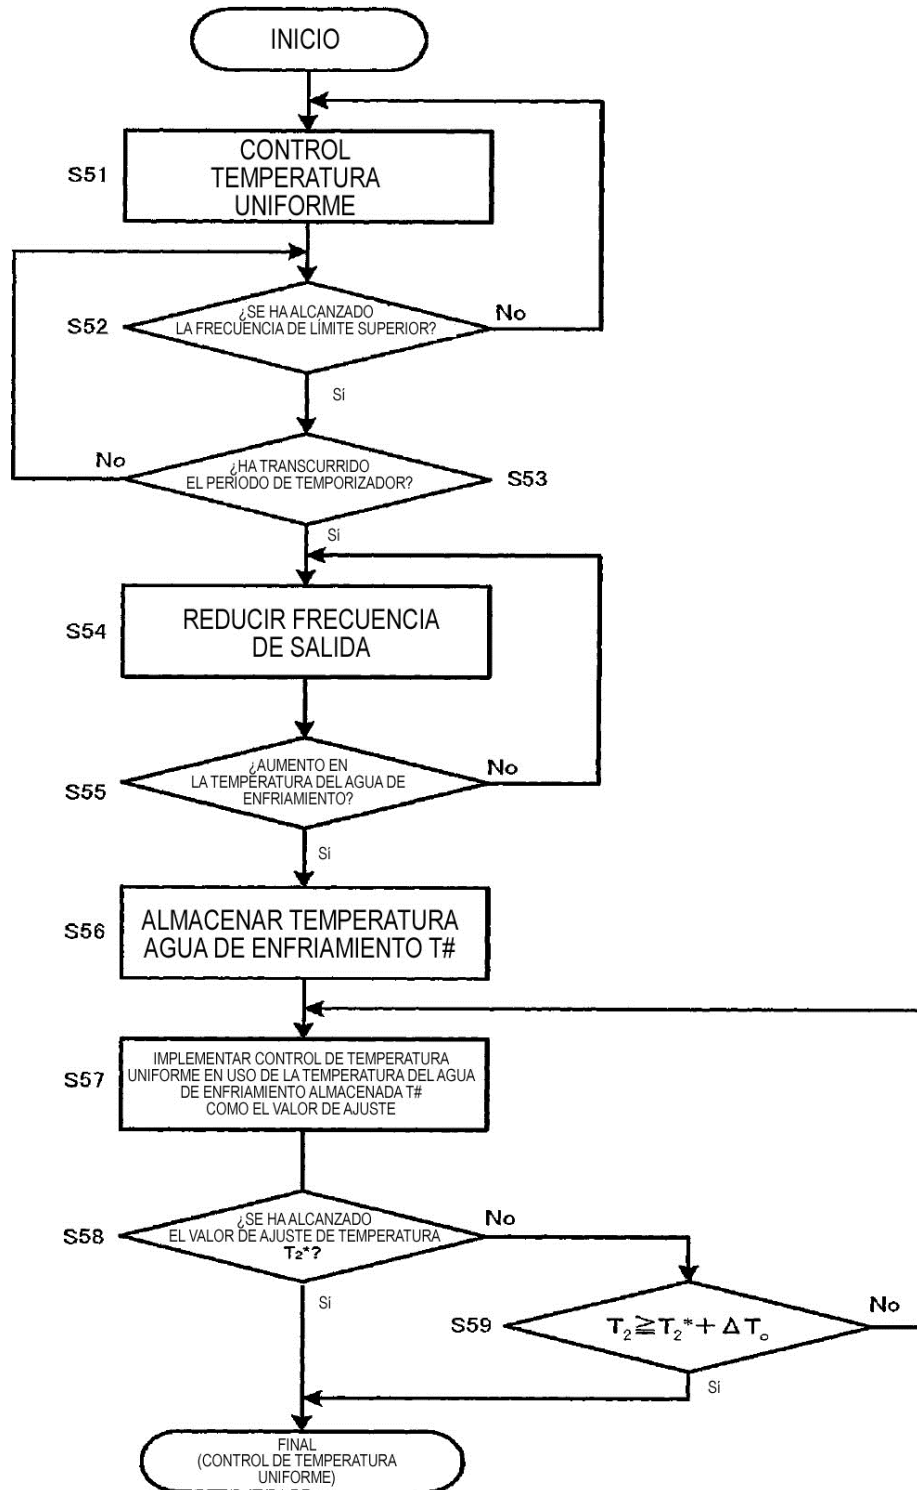 INICIO
S51
CONTROL
TEMPERATURA
UNIFORME
S52
¿SE HA ALCANZADO
LA FRECUENCIA DE LÍMITE SUPERIOR?
No
Sí
No
¿HA TRANSCURRIDO
EL PERIODO DE TEMPORIZADOR?
S53
Sí
S54
REDUCIR FRECUENCIA
DE SALIDA
S55
¿AUMENTO EN
LA TEMPERATURA DEL AGUA DE
ENFRIAMIENTO?
No
Sí
S56
ALMACENAR TEMPERATURA
AGUA DE ENFRIAMIENTO T#
S57
IMPLEMENTAR CONTROL DE TEMPERATURA
UNIFORME EN USO DE LA TEMPERATURA DEL AGUA
DE ENFRIAMIENTO ALMACENADA T#
COMO EL VALOR DE AJUSTE
S58
¿SE HA ALCANZADO
EL VALOR DE AJUSTE DE TEMPERATURA
T₂*?
No
Sí
S59
T₂≧T₂*+ΔT₀
No
Sí
FINAL
(CONTROL DE TEMPERATURA
UNIFORME)